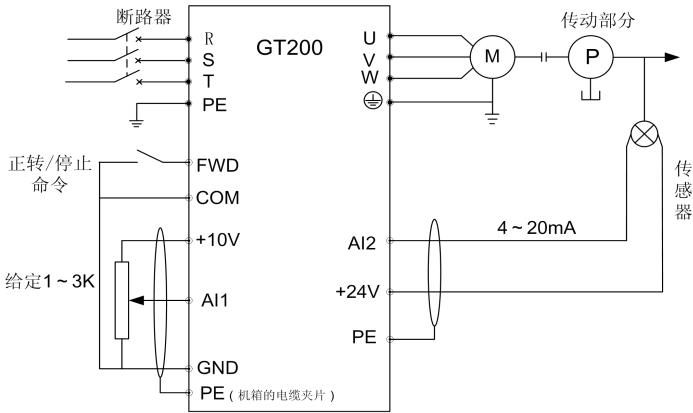 断路器
传动部分
R
GT200
U
M
P
S
V
T
W
PE
正转/停止
命令
FWD
传感器
COM
4~20mA
+10V
AI2
给定1~3K
AI1
+24V
PE
GND
PE(机箱的电缆夹片)